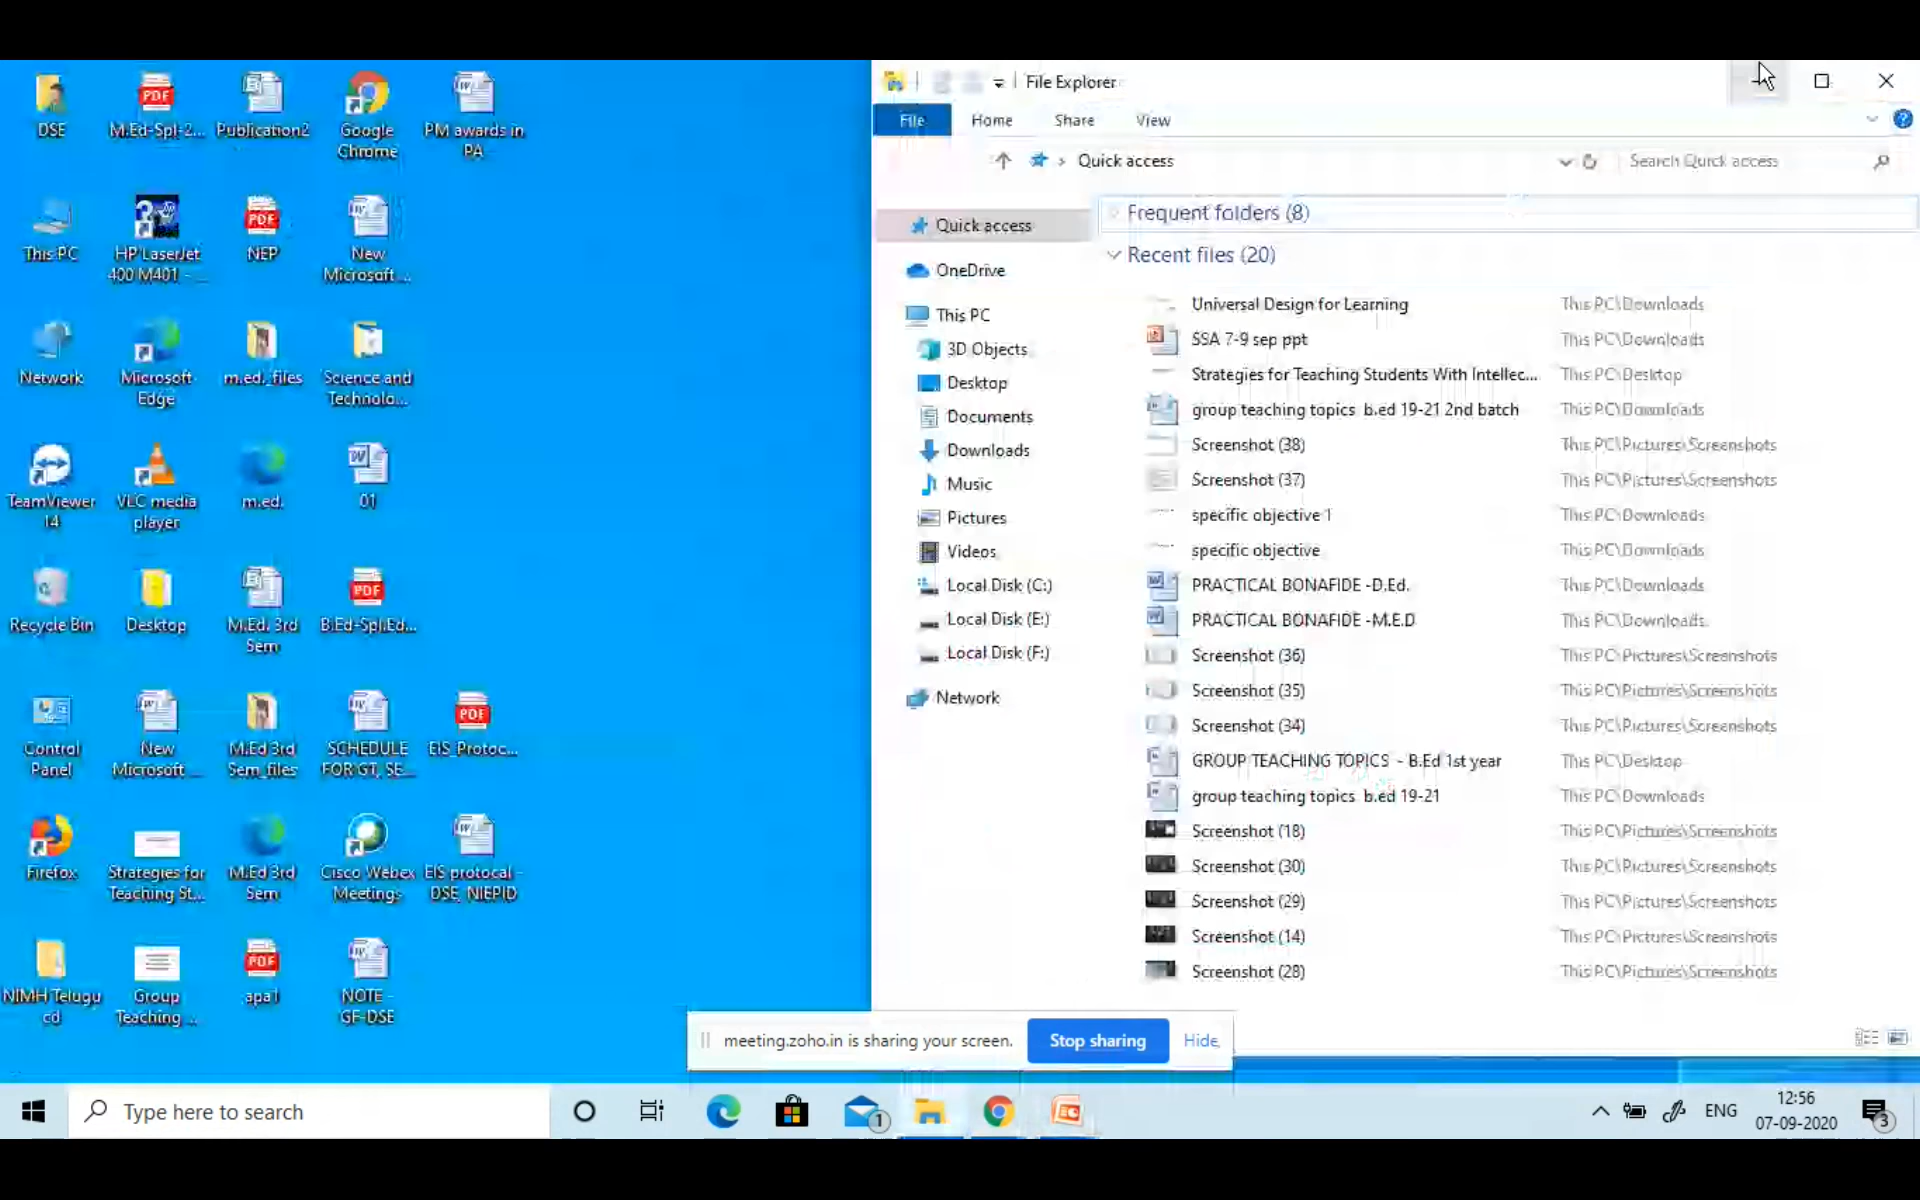 DSE
M.Ed-Spl-2...
Publication2
Google
Chrome
PM awards in
PA
This PC
HP LaserJet
400 M401 - ...
NEP
New
Microsoft ...
Network
Microsoft
Edge
m.ed._files
Science and
Technolo...
TeamViewer
14
VLC media
player
m.ed.
01
Recycle Bin
Desktop
M.Ed. 3rd
Sem
B.Ed-Spl.Ed...
Control
Panel
New
Microsoft ...
M.Ed 3rd
Sem_files
SCHEDULE
FOR GT, SE...
EIS_Protoc...
Firefox
Strategies for
Teaching St...
M.Ed 3rd
Sem
Cisco Webex
Meetings
EIS protocal -
DSE, NIEPID
NIMH Telugu
cd
Group
Teaching ...
apa1
NOTE -
GF-DSE
File Explorer
File Home Share View
Quick access
Search Quick access
Quick access
OneDrive
This PC
3D Objects
Desktop
Documents
Downloads
Music
Pictures
Videos
Local Disk (C:)
Local Disk (E:)
Local Disk (F:)
Network
Frequent folders (8)
Recent files (20)
Universal Design for Learning This PC\Downloads
SSA 7-9 sep ppt This PC\Downloads
Strategies for Teaching Students With Intellec... This PC\Desktop
group teaching topics b.ed 19-21 2nd batch This PC\Downloads
Screenshot (38) This PC\Pictures\Screenshots
Screenshot (37) This PC\Pictures\Screenshots
specific objective 1 This PC\Downloads
specific objective This PC\Downloads
PRACTICAL BONAFIDE -D.Ed. This PC\Downloads
PRACTICAL BONAFIDE -M.E.D This PC\Downloads
Screenshot (36) This PC\Pictures\Screenshots
Screenshot (35) This PC\Pictures\Screenshots
Screenshot (34) This PC\Pictures\Screenshots
GROUP TEACHING TOPICS - B.Ed 1st year This PC\Desktop
group teaching topics b.ed 19-21 This PC\Downloads
Screenshot (18) This PC\Pictures\Screenshots
Screenshot (30) This PC\Pictures\Screenshots
Screenshot (29) This PC\Pictures\Screenshots
Screenshot (14) This PC\Pictures\Screenshots
Screenshot (28) This PC\Pictures\Screenshots
meeting.zoho.in is sharing your screen. Stop sharing Hide
Type here to search
1
ENG
12:56
07-09-2020
3